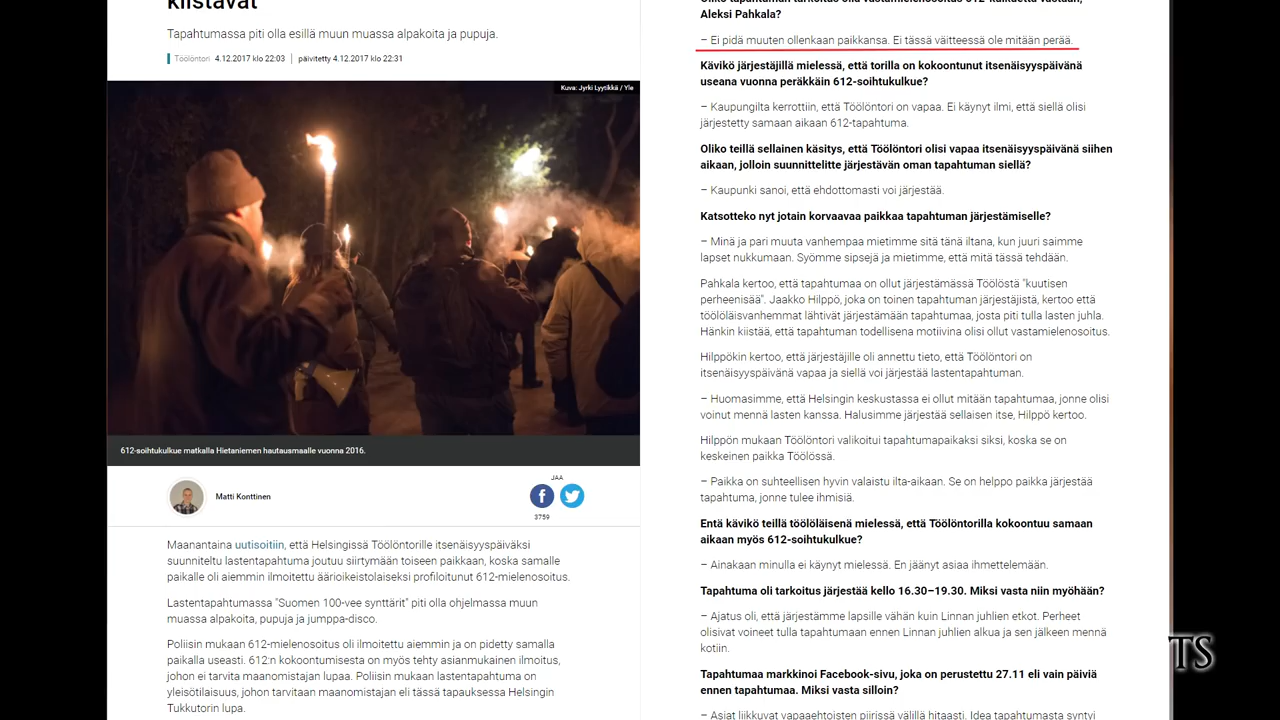 kiistävät
Tapahtumassa piti olla esillä muun muassa alpakoita ja pupuja.
Töölöntori 4.12.2017 klo 22:03 | päivitetty 4.12.2017 klo 22:31
Kuva: Jyrki Lyytikkä / Yle
612-soihtukulkue matkalla Hietaniemen hautausmaalle vuonna 2016.
Matti Konttinen
JAA
3759
Maanantaina uutisoitiin, että Helsingissä Töölöntorille itsenäisyyspäiväksi
suunniteltu lastentapahtuma joutuu siirtymään toiseen paikkaan, koska samalle
paikalle oli aiemmin ilmoitettu äärioikeistolaiseksi profiloitunut 612-mielenosoitus.
Lastentapahtumassa "Suomen 100-vee synttärit" piti olla ohjelmassa muun
muassa alpakoita, pupuja ja jumppa-disco.
Poliisin mukaan 612-mielenosoitus oli ilmoitettu aiemmin ja on pidetty samalla
paikalla useasti. 612:n kokoontumisesta on myös tehty asianmukainen ilmoitus,
johon ei tarvita maanomistajan lupaa. Poliisin mukaan lastentapahtuma on
yleisötilaisuus, johon tarvitaan maanomistajan eli tässä tapauksessa Helsingin
Tukkutorin lupa.
Oliko tapahtuman tarkoitus olla vastamielenosoitus 612-kulkuetta vastaan,
Aleksi Pahkala?
– Ei pidä muuten ollenkaan paikkansa. Ei tässä väitteessä ole mitään perää.
Kävikö järjestäjillä mielessä, että torilla on kokoontunut itsenäisyyspäivänä
useana vuonna peräkkäin 612-soihtukulkue?
– Kaupungilta kerrottiin, että Töölöntori on vapaa. Ei käynyt ilmi, että siellä olisi
järjestetty samaan aikaan 612-tapahtuma.
Oliko teillä sellainen käsitys, että Töölöntori olisi vapaa itsenäisyyspäivänä siihen
aikaan, jolloin suunnittelitte järjestävän oman tapahtuman siellä?
– Kaupunki sanoi, että ehdottomasti voi järjestää.
Katsotteko nyt jotain korvaavaa paikkaa tapahtuman järjestämiselle?
– Minä ja pari muuta vanhempaa mietimme sitä tänä iltana, kun juuri saimme
lapset nukkumaan. Syömme sipsejä ja mietimme, että mitä tässä tehdään.
Pahkala kertoo, että tapahtumaa on ollut järjestämässä Töölöstä "kuutisen
perheenisää". Jaakko Hilppö, joka on toinen tapahtuman järjestäjistä, kertoo että
töölöläisvanhemmat lähtivät järjestämään tapahtumaa, josta piti tulla lasten juhla.
Hänkin kiistää, että tapahtuman todellisena motiivina olisi ollut vastamielenosoitus.
Hilppökin kertoo, että järjestäjille oli annettu tieto, että Töölöntori on
itsenäisyyspäivänä vapaa ja siellä voi järjestää lastentapahtuman.
– Huomasimme, että Helsingin keskustassa ei ollut mitään tapahtumaa, jonne olisi
voinut mennä lasten kanssa. Halusimme järjestää sellaisen itse, Hilppö kertoo.
Hilppön mukaan Töölöntori valikoitui tapahtumapaikaksi siksi, koska se on
keskeinen paikka Töölössä.
– Paikka on suhteellisen hyvin valaistu ilta-aikaan. Se on helppo paikka järjestää
tapahtuma, jonne tulee ihmisiä.
Entä kävikö teillä töölöläisenä mielessä, että Töölöntorilla kokoontuu samaan
aikaan myös 612-soihtukulkue?
– Ainakaan minulla ei käynyt mielessä. En jäänyt asiaa ihmettelemään.
Tapahtuma oli tarkoitus järjestää kello 16.30–19.30. Miksi vasta niin myöhään?
– Ajatus oli, että järjestämme lapsille vähän kuin Linnan juhlien etkot. Perheet
olisivat voineet tulla tapahtumaan ennen Linnan juhlien alkua ja sen jälkeen mennä
kotiin.
Tapahtumaa markkinoi Facebook-sivu, joka on perustettu 27.11 eli vain päiviä
ennen tapahtumaa. Miksi vasta silloin?
– Asiat liikkuvat vapaaehtoisten piirissä välillä hitaasti. Idea tapahtumasta syntyi
TS